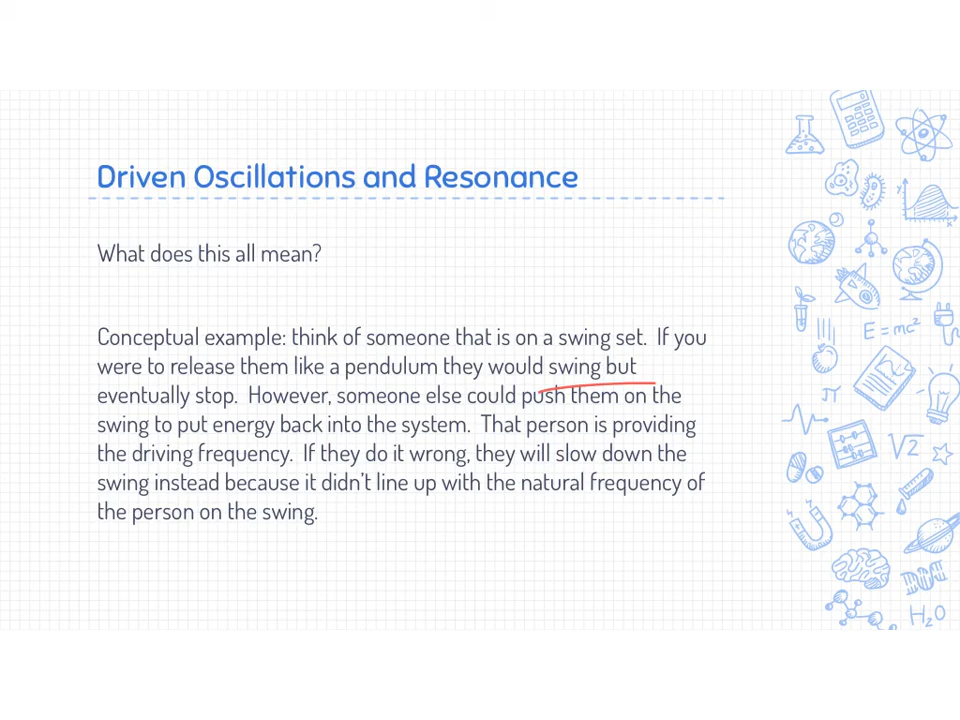 Driven Oscillations and Resonance
What does this all mean?
Conceptual example: think of someone that is on a swing set.  If you
were to release them like a pendulum they would swing but
eventually stop.  However, someone else could push them on the
swing to put energy back into the system.  That person is providing
the driving frequency.  If they do it wrong, they will slow down the
swing instead because it didn't line up with the natural frequency of
the person on the swing.
y
x
E=mc²
π
√2
H₂O